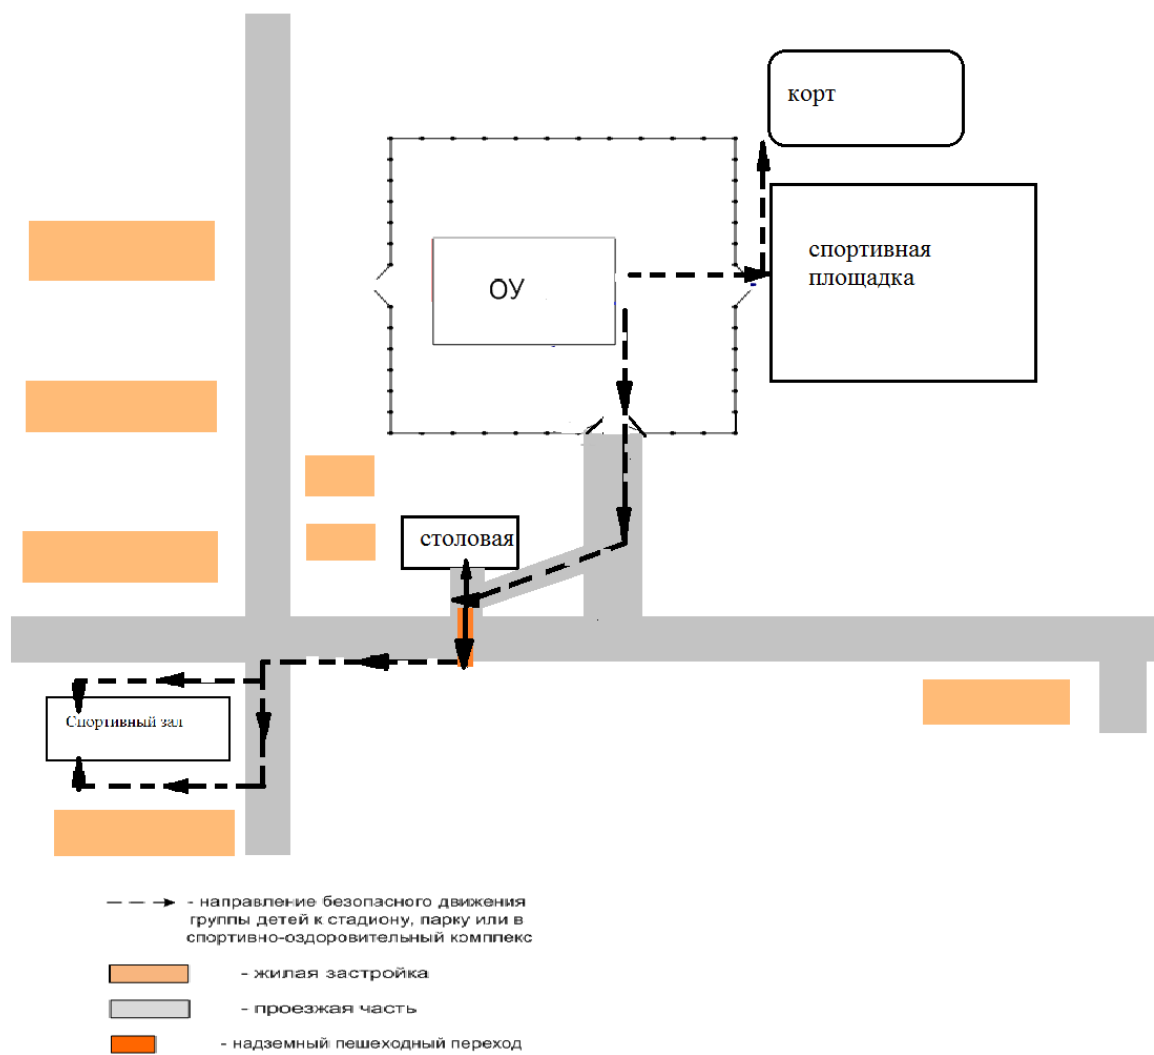 корт
спортивная
площадка
ОУ
столовая
Спортивный зал
- направление безопасного движения
группы детей к стадиону, парку или в
спортивно-оздоровительный комплекс
- жилая застройка
- проезжая часть
- надземный пешеходный переход